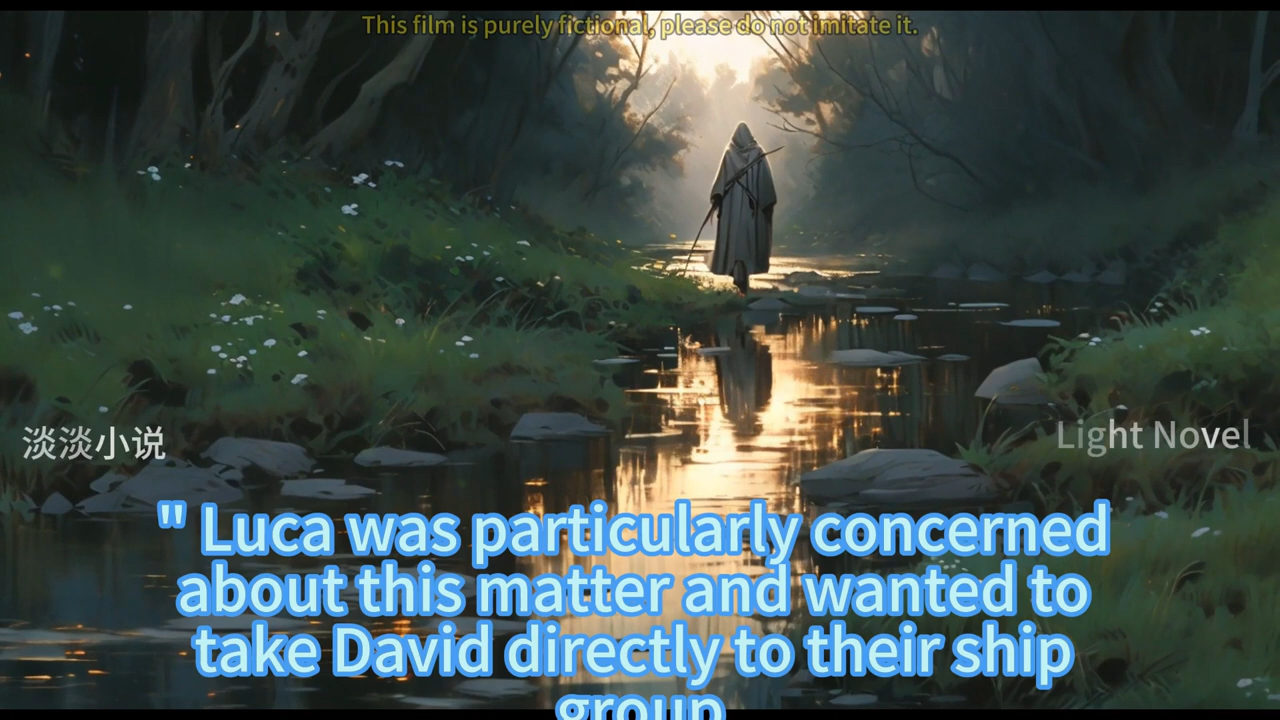 This film is purely fictional, please do not imitate it.
淡淡小说
Light Novel
" Luca was particularly concerned
about this matter and wanted to
take David directly to their ship
group